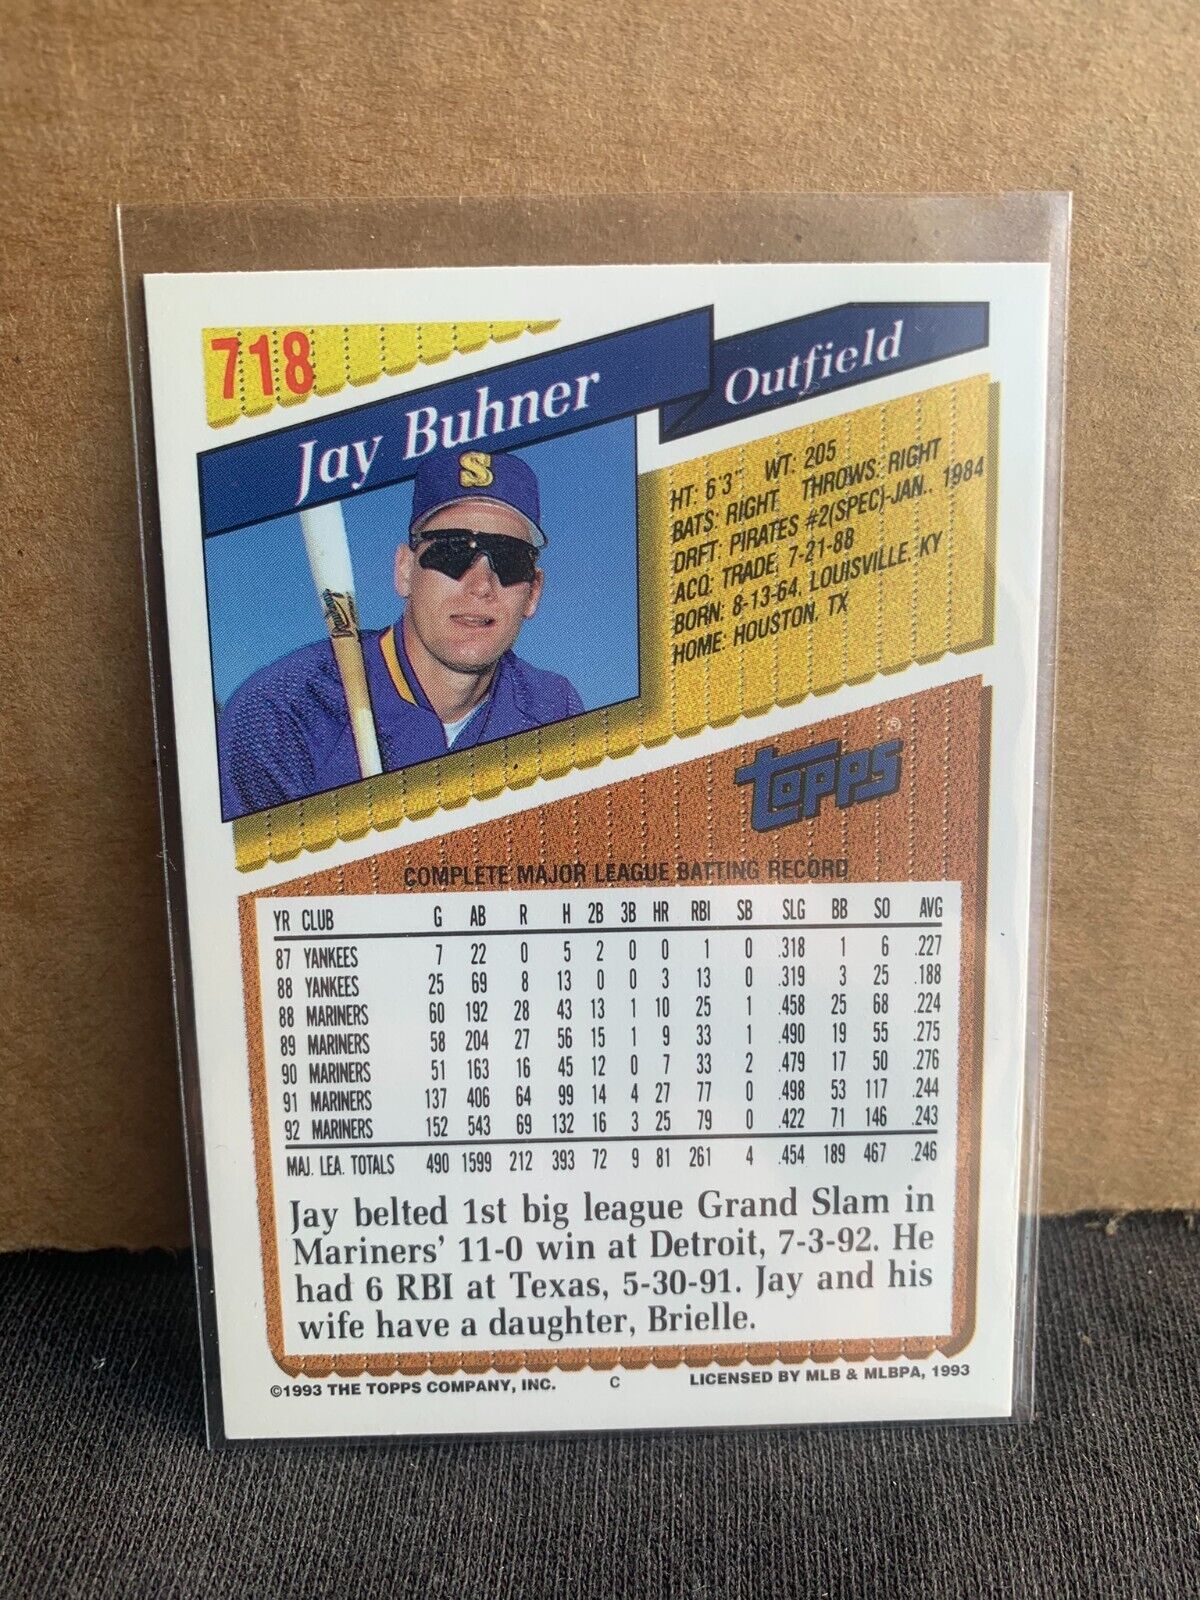 718
Jay Buhner
Outfield
HT: 6'3" WT: 205
BATS: RIGHT THROWS: RIGHT
DRFT: PIRATES #2(SPEC)-JAN., 1984
ACQ: TRADE, 7-21-88
BORN: 8-13-64, LOUISVILLE, KY
HOME: HOUSTON, TX
S
topps®
COMPLETE MAJOR LEAGUE BATTING RECORD
YR CLUB G AB R H 2B 3B HR RBI SB SLG BB SO AVG
87 YANKEES 7 22 0 5 2 0 0 1 0 .318 1 6 .227
88 YANKEES 25 69 8 13 0 0 3 13 0 .319 3 25 .188
88 MARINERS 60 192 28 43 13 1 10 25 1 .458 25 68 .224
89 MARINERS 58 204 27 56 15 1 9 33 1 .490 19 55 .275
90 MARINERS 51 163 16 45 12 0 7 33 2 .479 17 50 .276
91 MARINERS 137 406 64 99 14 4 27 77 0 .498 53 117 .244
92 MARINERS 152 543 69 132 16 3 25 79 0 .422 71 146 .243
MAJ. LEA. TOTALS 490 1599 212 393 72 9 81 261 4 .454 189 467 .246
Jay belted 1st big league Grand Slam in
Mariners' 11-0 win at Detroit, 7-3-92. He
had 6 RBI at Texas, 5-30-91. Jay and his
wife have a daughter, Brielle.
©1993 THE TOPPS COMPANY, INC. C LICENSED BY MLB & MLBPA, 1993